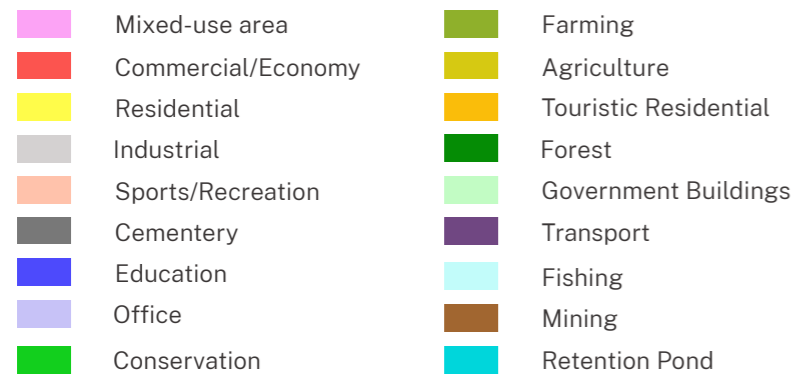 Mixed-use area
Commercial/Economy
Residential
Industrial
Sports/Recreation
Cementery
Education
Office
Conservation
Farming
Agriculture
Touristic Residential
Forest
Government Buildings
Transport
Fishing
Mining
Retention Pond